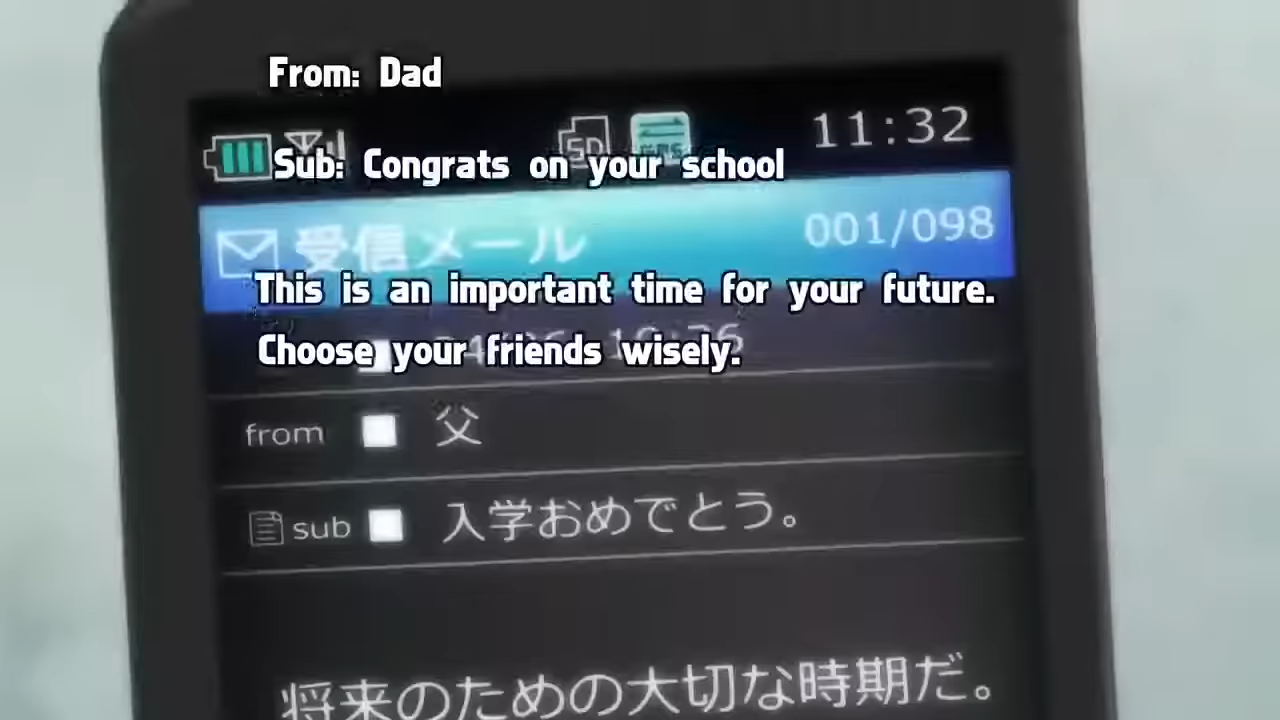 From: Dad
SD
11:32
Sub: Congrats on your school
受信メール
001/098
This is an important time for your future.
Choose your friends wisely.
from 父
sub 入学おめでとう。
将来のための大切な時期だ。